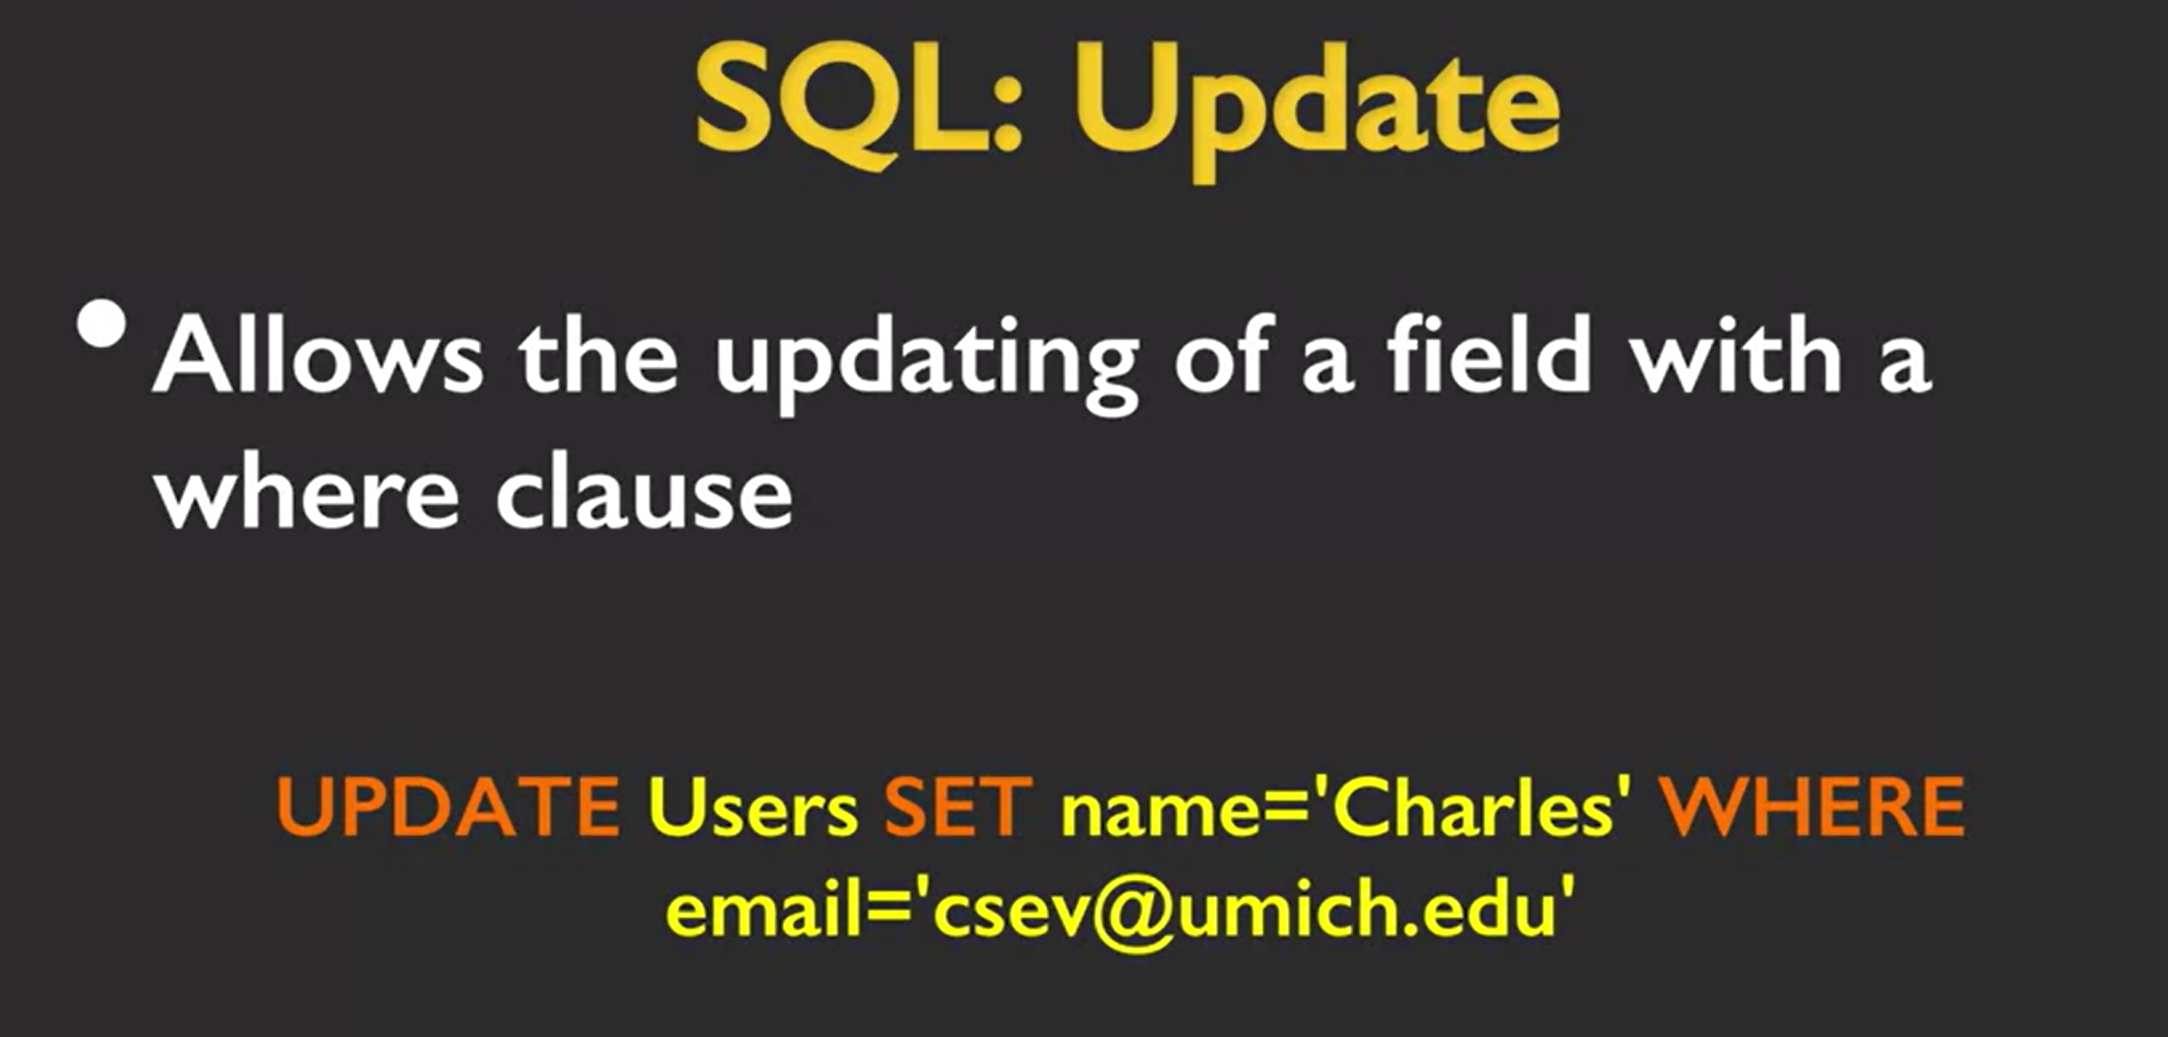 SQL: Update
• Allows the updating of a field with a
where clause
UPDATE Users SET name='Charles' WHERE
email='csev@umich.edu'